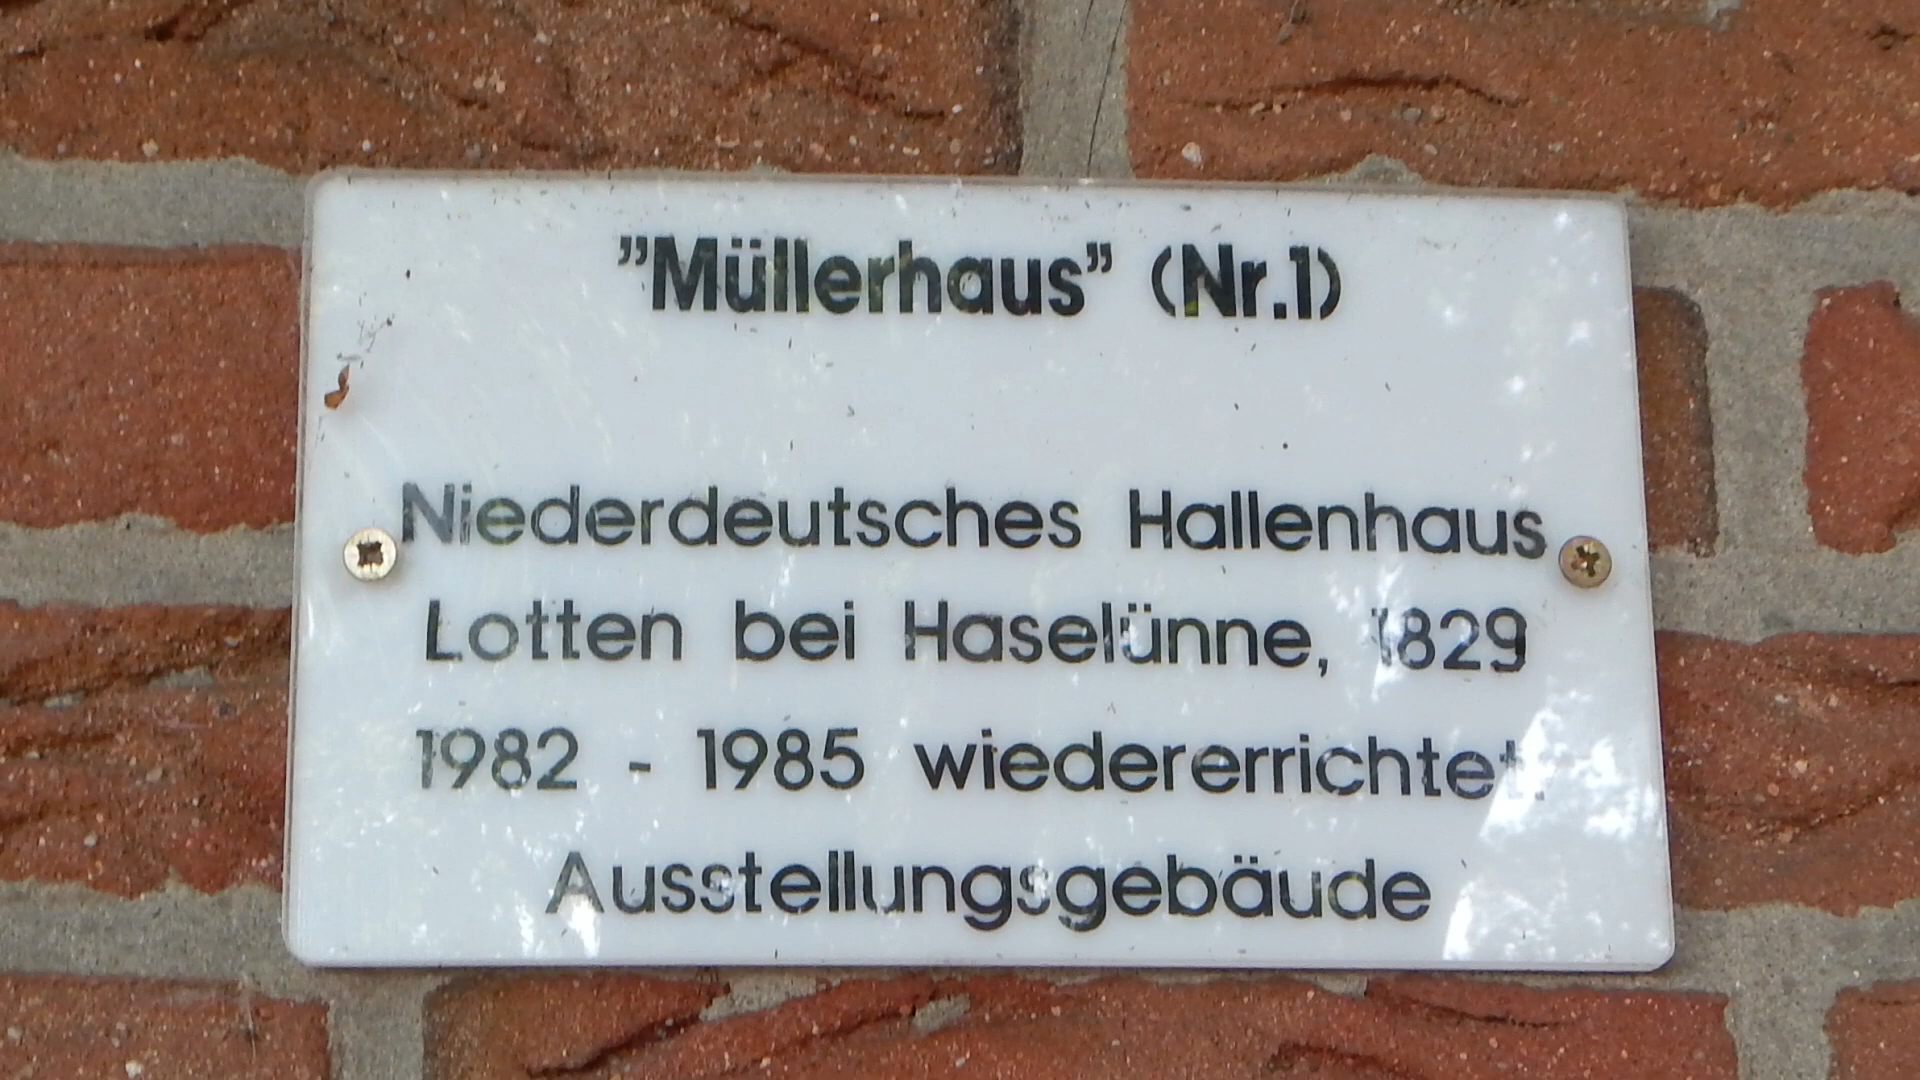 ”Müllerhaus” (Nr.1)
Niederdeutsches Hallenhaus
Lotten bei Haselünne, 1829
1982 - 1985 wiedererrichtet.
Ausstellungsgebäude